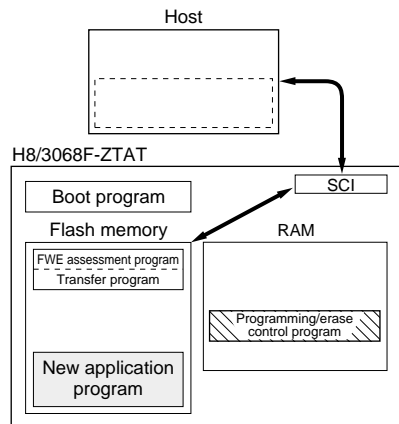 Host
H8/3068F-ZTAT
SCI
Boot program
Flash memory
RAM
FWE assessment program
Transfer program
Programming/erase
control program
New application
program